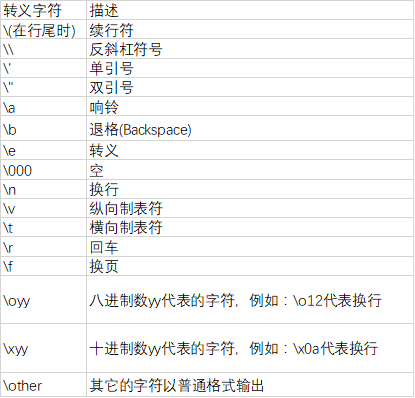 转义字符 描述
\(在行尾时) 续行符
\\ 反斜杠符号
\' 单引号
\" 双引号
\a 响铃
\b 退格(Backspace)
\e 转义
\000 空
\n 换行
\v 纵向制表符
\t 横向制表符
\r 回车
\f 换页
\oyy 八进制数yy代表的字符，例如：\o12代表换行
\xyy 十进制数yy代表的字符，例如：\x0a代表换行
\other 其它的字符以普通格式输出